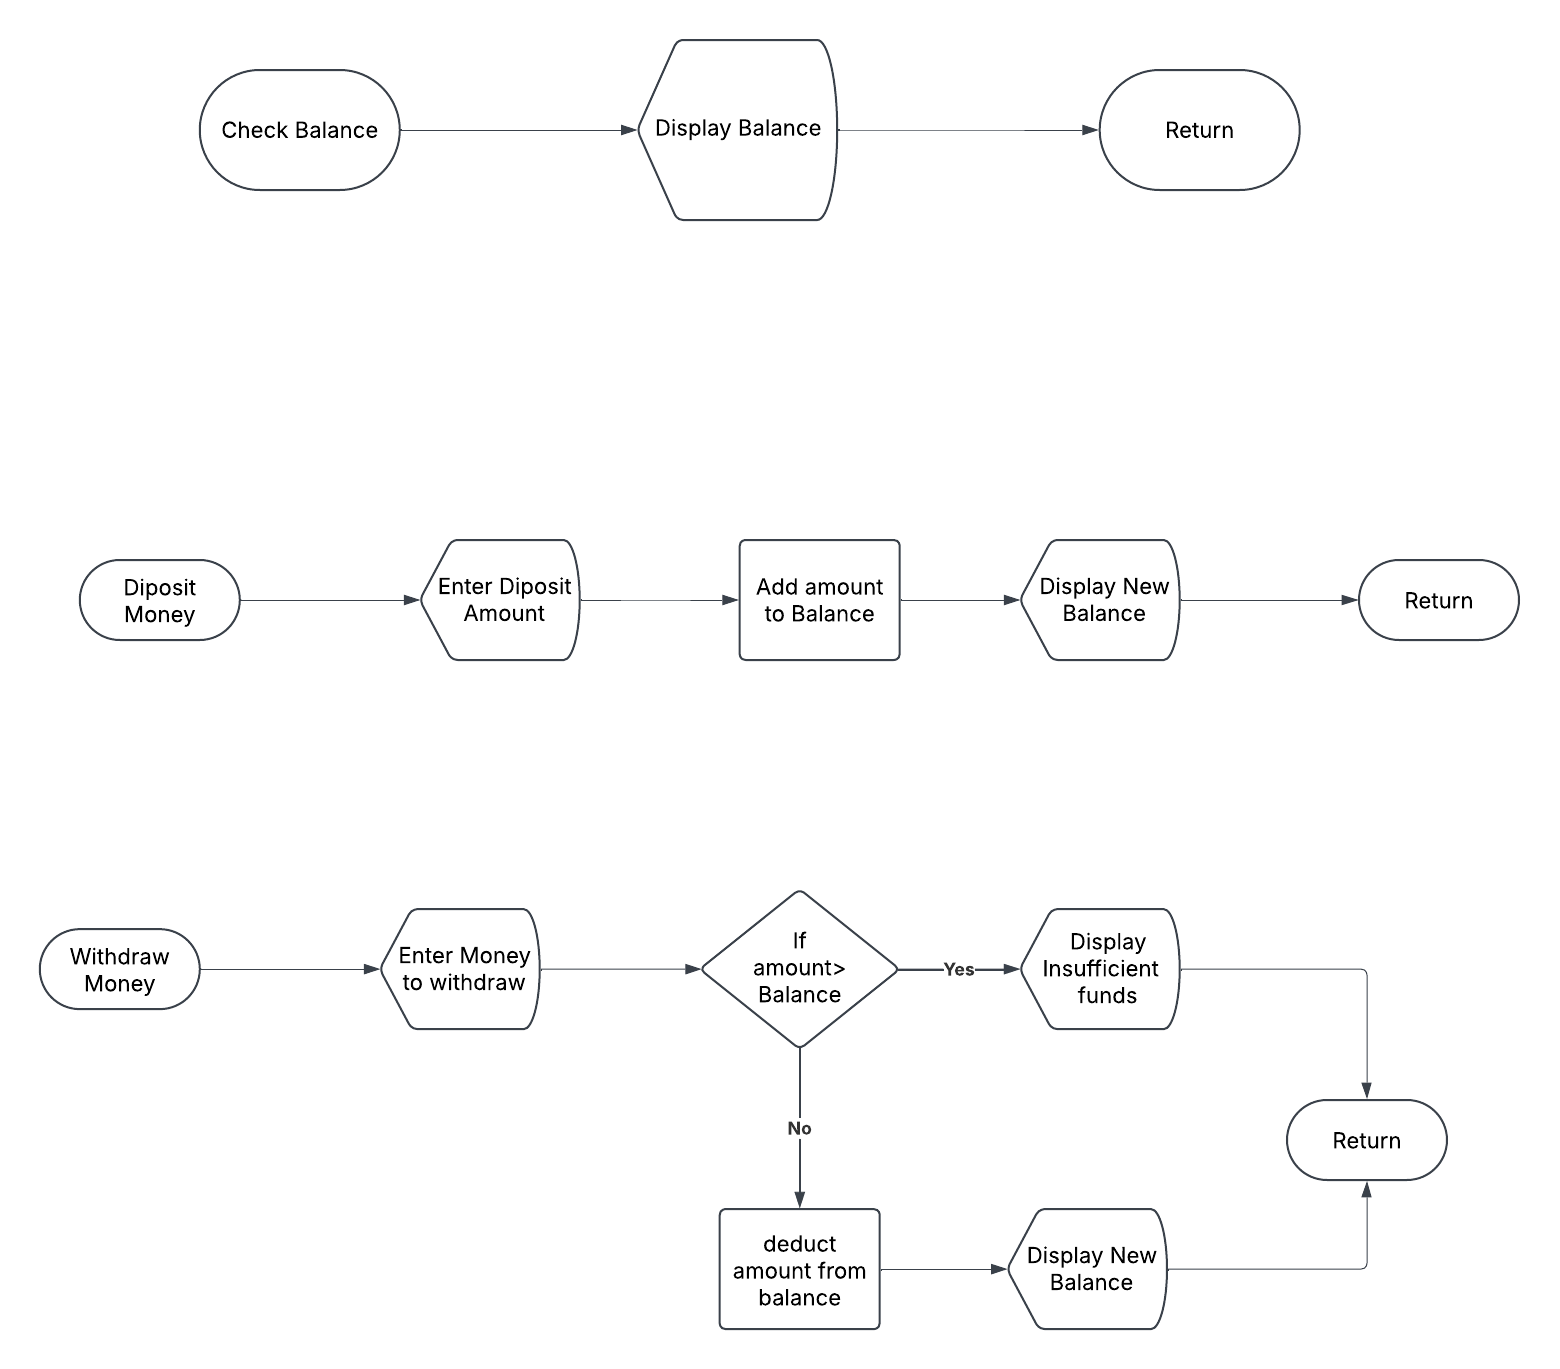 Check Balance
Display Balance
Return
Diposit
Money
Enter Diposit
Amount
Add amount
to Balance
Display New
Balance
Return
Withdraw
Money
Enter Money
to withdraw
If
amount>
Balance
Yes
Display
Insufficient
funds
No
Return
deduct
amount from
balance
Display New
Balance